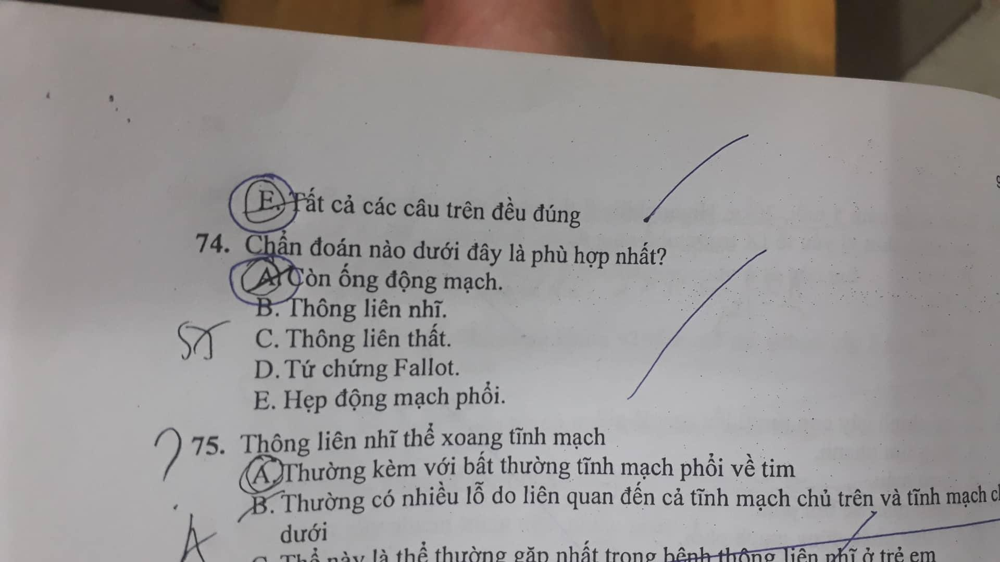 E. Tất cả các câu trên đều đúng
74. Chẩn đoán nào dưới đây là phù hợp nhất?
A. Còn ống động mạch.
B. Thông liên nhĩ.
C. Thông liên thất.
D. Tứ chứng Fallot.
E. Hẹp động mạch phổi.
? 75. Thông liên nhĩ thể xoang tĩnh mạch
A. Thường kèm với bất thường tĩnh mạch phổi về tim
B. Thường có nhiều lỗ do liên quan đến cả tĩnh mạch chủ trên và tĩnh mạch
dưới
A
C. Thể này là thể thường gặp nhất trong bệnh thông liên nhĩ ở trẻ em